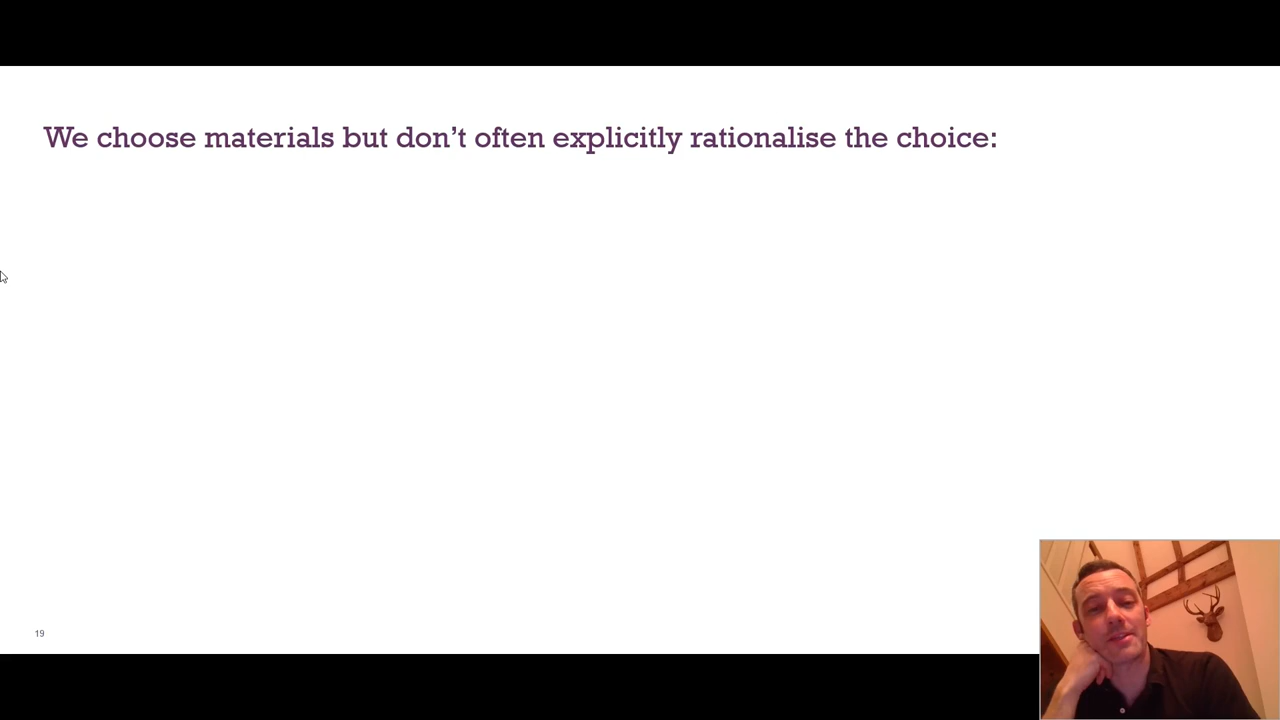 We choose materials but don’t often explicitly rationalise the choice:
19